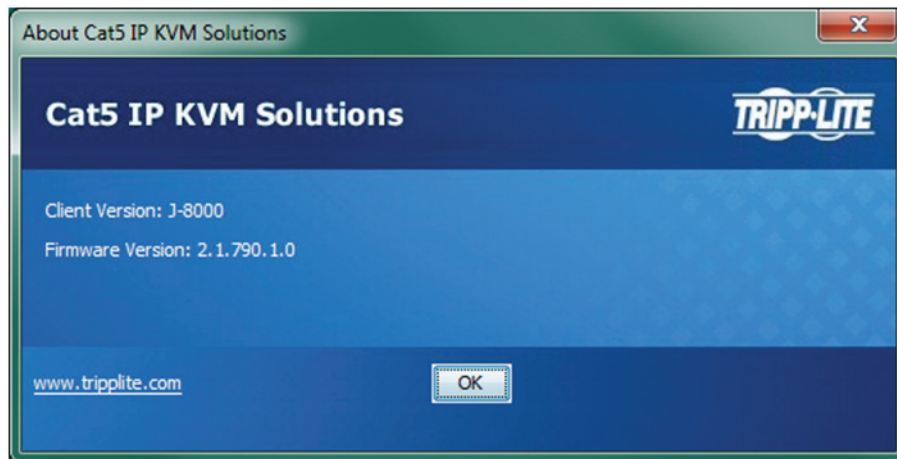 About Cat5 IP KVM Solutions
Cat5 IP KVM Solutions
TRIPP·LITE
Client Version: J-8000
Firmware Version: 2.1.790.1.0
www.tripplite.com
OK